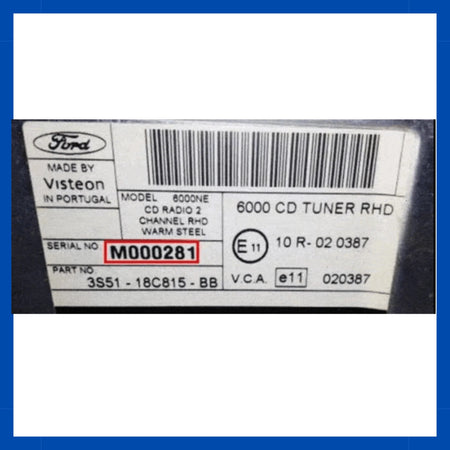 Ford
MADE BY
Visteon
IN PORTUGAL
MODEL 6000NE
CD RADIO 2
CHANNEL RHD
WARM STEEL
SERIAL NO M000281
PART NO
3S51 - 18C815 - BB
6000 CD TUNER RHD
E 11 10 R - 02 0387
V.C.A. e11 020387